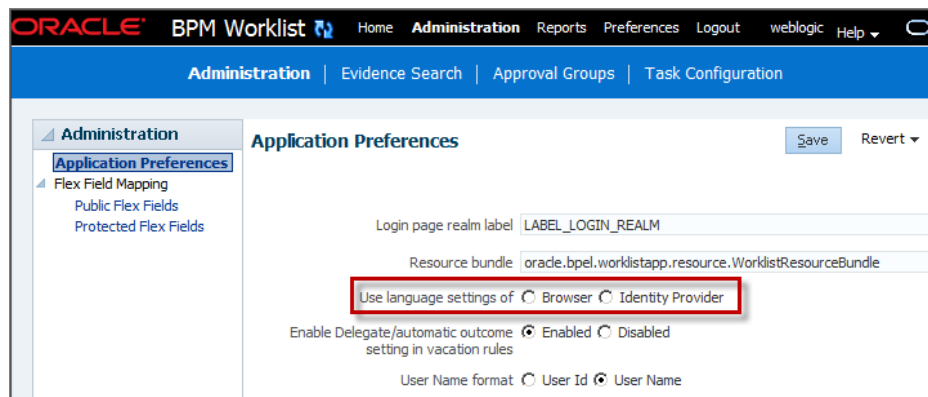 ORACLE BPM Worklist Home Administration Reports Preferences Logout weblogic Help
Administration | Evidence Search | Approval Groups | Task Configuration
Administration
Application Preferences
Flex Field Mapping
Public Flex Fields
Protected Flex Fields
Application Preferences Save Revert
Login page realm label LABEL_LOGIN_REALM
Resource bundle oracle.bpel.worklistapp.resource.WorklistResourceBundle
Use language settings of Browser Identity Provider
Enable Delegate/automatic outcome Enabled Disabled
setting in vacation rules
User Name format User Id User Name